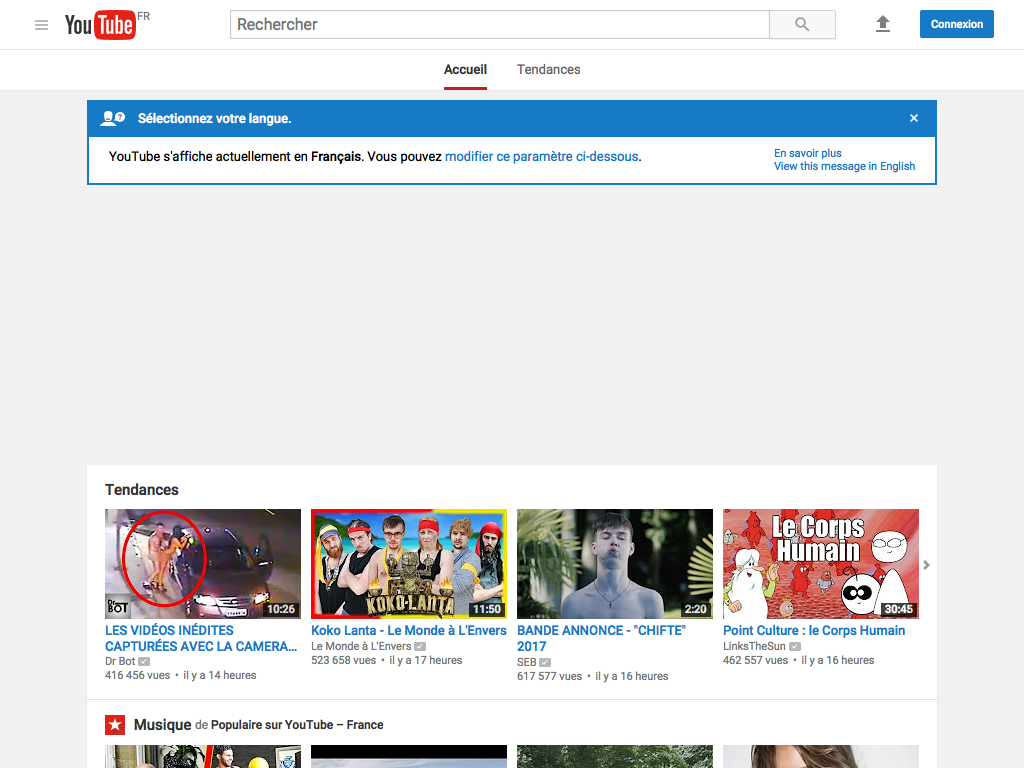 YouTube FR
Rechercher
Connexion
Accueil
Tendances
Sélectionnez votre langue.
×
YouTube s'affiche actuellement en Français. Vous pouvez modifier ce paramètre ci-dessous.
En savoir plus
View this message in English
Tendances
Dr BOT
10:26
KOKO-LANTA
11:50
2:20
Le Corps
Humain
30:45
LES VIDÉOS INÉDITES
CAPTURÉES AVEC LA CAMERA...
Dr Bot
416 456 vues • il y a 14 heures
Koko Lanta - Le Monde à L'Envers
Le Monde à L'Envers
523 658 vues • il y a 17 heures
BANDE ANNONCE - "CHIFTE"
2017
SEB
617 577 vues • il y a 16 heures
Point Culture : le Corps Humain
LinksTheSun
462 557 vues • il y a 16 heures
Musique de Populaire sur YouTube – France